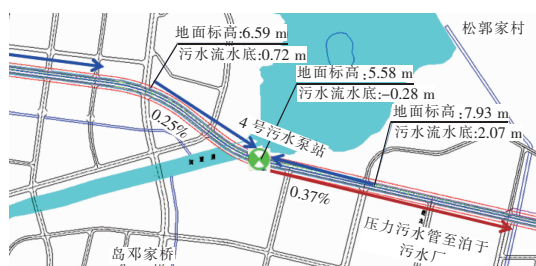 地面标高:6.59 m
污水流水底:0.72 m
松郭家村
地面标高:5.58 m
污水流水底:-0.28 m
地面标高:7.93 m
污水流水底:2.07 m
0.25%
4号污水泵站
0.37%
压力污水管至泊于
污水厂
岛邓家桥